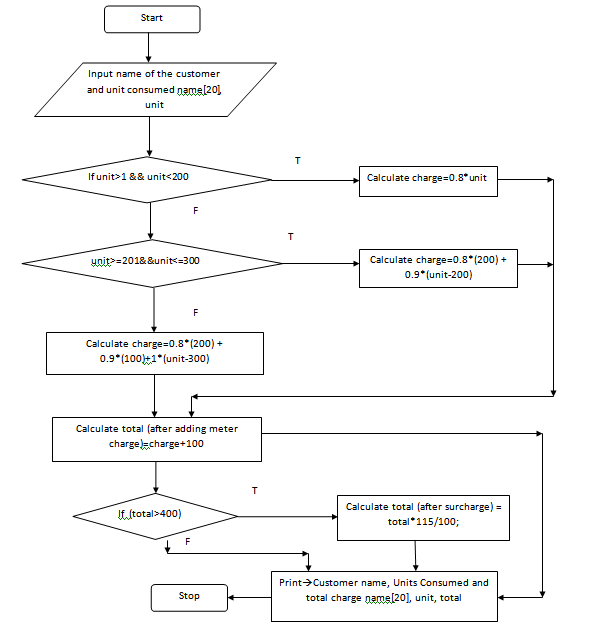 Start
Input name of the customer
and unit consumed name[20],
unit
If unit>1 && unit<200
T
Calculate charge=0.8*unit
F
T
unit>=201&&unit<=300
Calculate charge=0.8*(200) +
0.9*(unit-200)
F
Calculate charge=0.8*(200) +
0.9*(100)+1*(unit-300)
Calculate total (after adding meter
charge)=charge+100
T
If (total>400)
Calculate total (after surcharge) =
total*115/100;
F
Print→Customer name, Units Consumed and
total charge name[20], unit, total
Stop